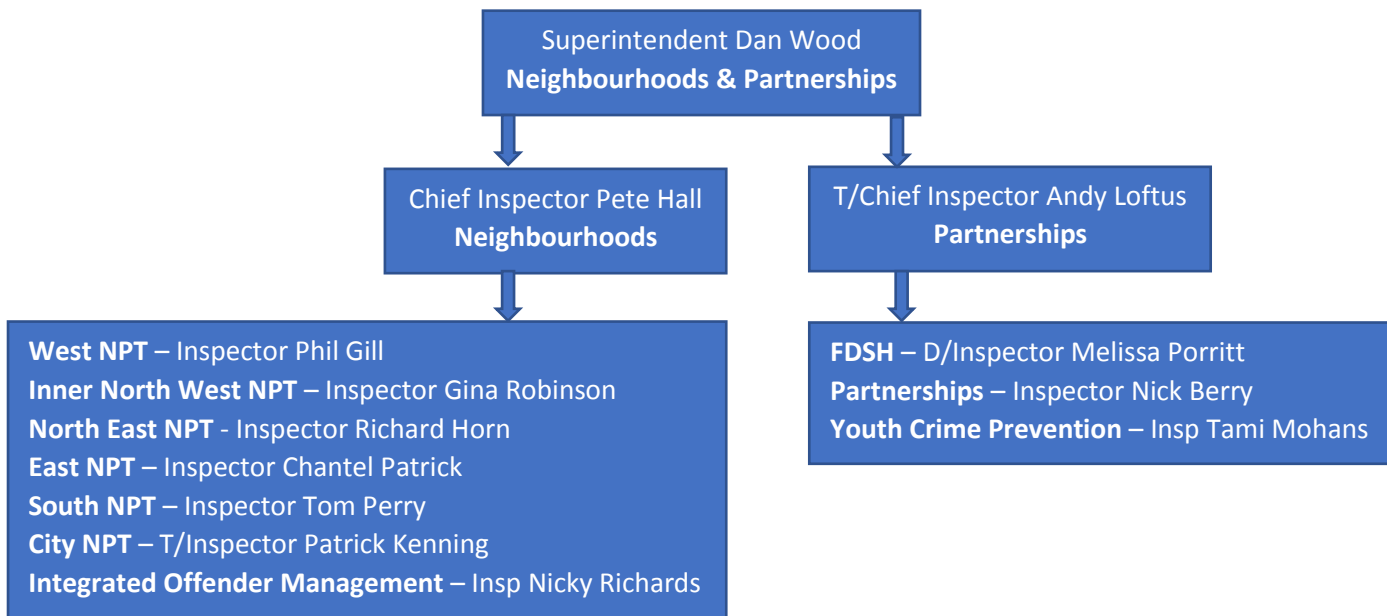 Superintendent Dan Wood
Neighbourhoods & Partnerships
Chief Inspector Pete Hall
Neighbourhoods
T/Chief Inspector Andy Loftus
Partnerships
West NPT – Inspector Phil Gill
Inner North West NPT – Inspector Gina Robinson
North East NPT - Inspector Richard Horn
East NPT – Inspector Chantel Patrick
South NPT – Inspector Tom Perry
City NPT – T/Inspector Patrick Kenning
Integrated Offender Management – Insp Nicky Richards
FDSH – D/Inspector Melissa Porritt
Partnerships – Inspector Nick Berry
Youth Crime Prevention – Insp Tami Mohans